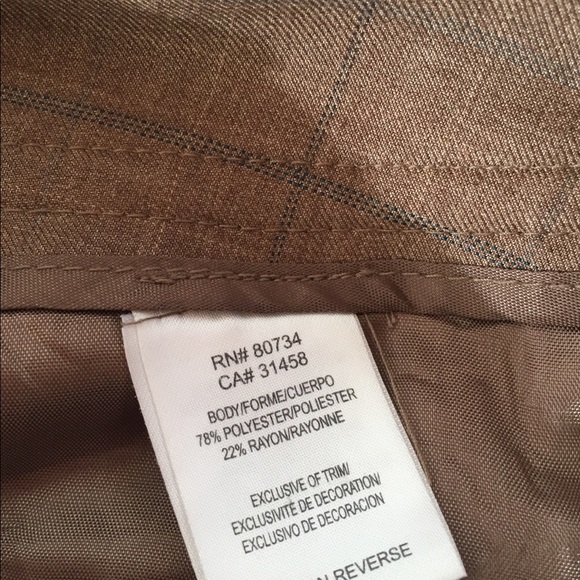 RN# 80734
CA# 31458
BODY/FORME/CUERPO
78% POLYESTER/POLIESTER
22% RAYON/RAYONNE
EXCLUSIVE OF TRIM/
EXCLUSIVITÉ DE DECORATION/
EXCLUSIVO DE DECORACION
REVERSE